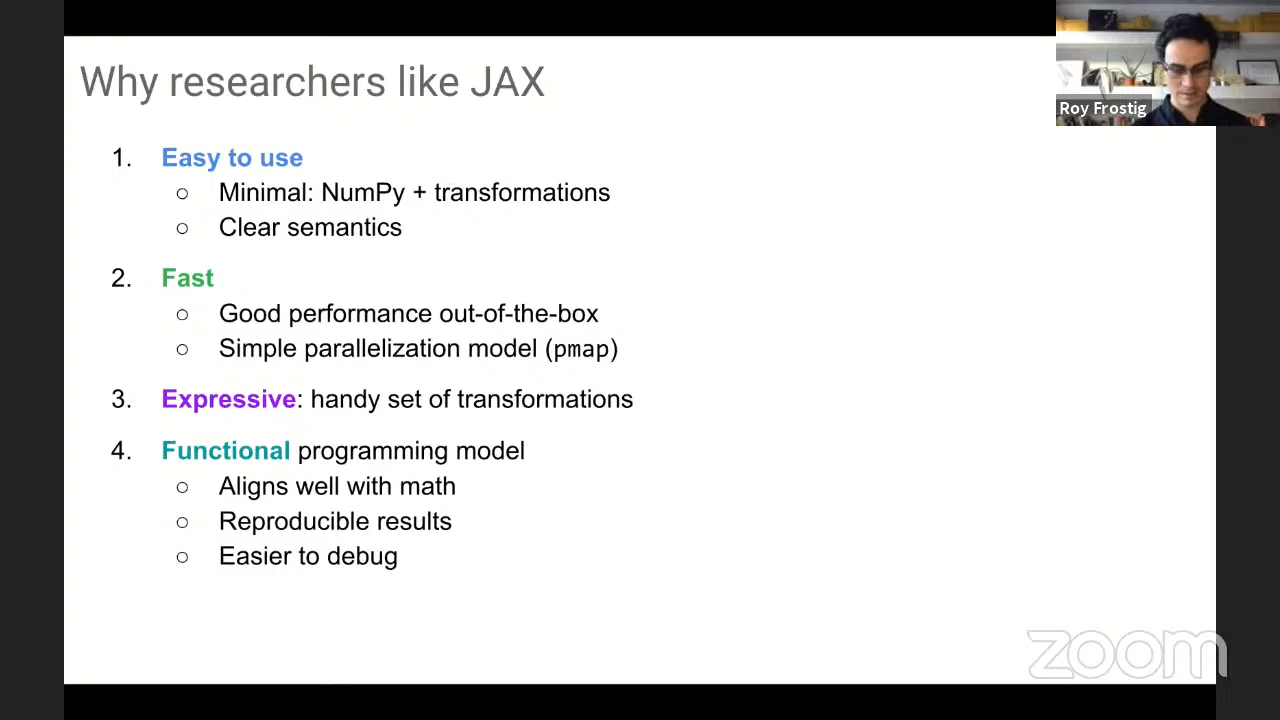 Why researchers like JAX
Roy Frostig
1. Easy to use
○ Minimal: NumPy + transformations
○ Clear semantics
2. Fast
○ Good performance out-of-the-box
○ Simple parallelization model (pmap)
3. Expressive: handy set of transformations
4. Functional programming model
○ Aligns well with math
○ Reproducible results
○ Easier to debug
zoom